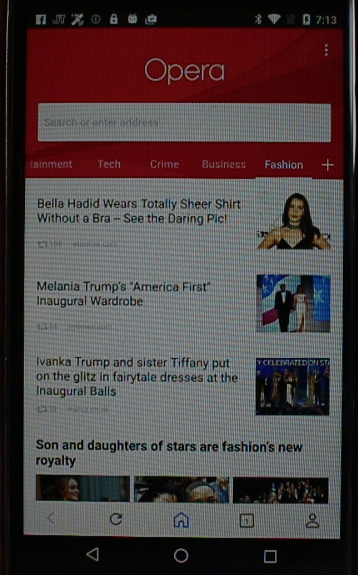 7:13
Opera
Search or enter address
tainment Tech Crime Business Fashion +
Bella Hadid Wears Totally Sheer Shirt
Without a Bra – See the Daring Pic!
Melania Trump's "America First"
Inaugural Wardrobe
Ivanka Trump and sister Tiffany put
on the glitz in fairytale dresses at the
Inaugural Balls
Y CELEBRATED ON ST
Son and daughters of stars are fashion's new
royalty
1